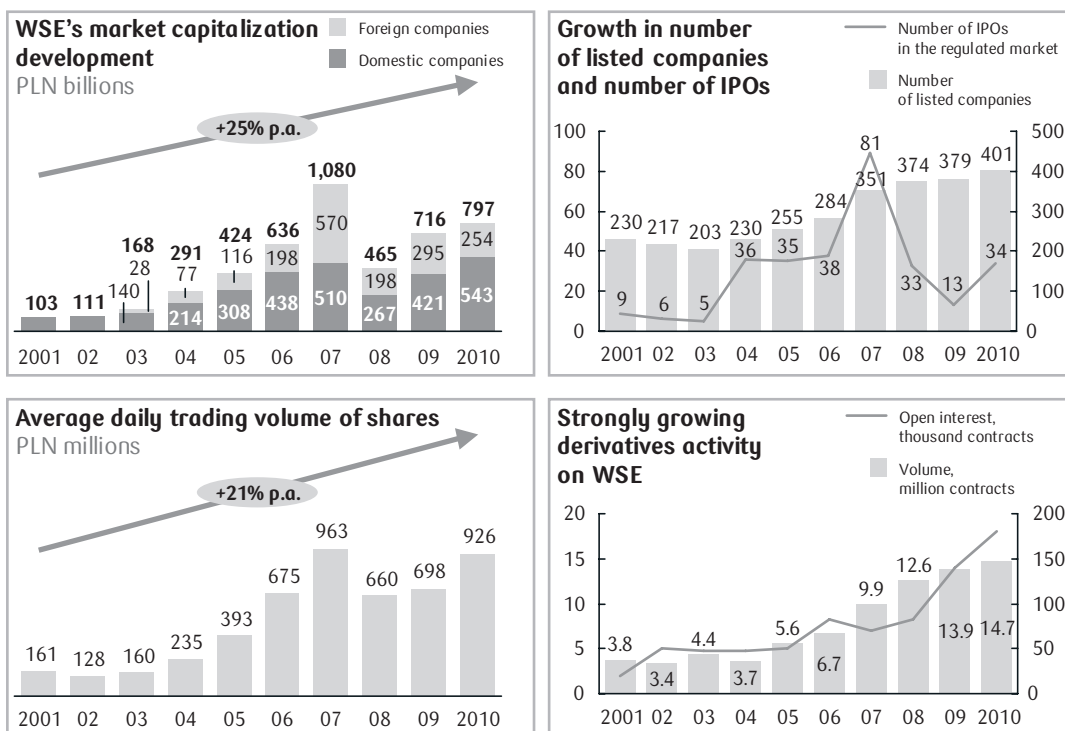 WSE's market capitalization
development
PLN billions
Foreign companies
Domestic companies
+25% p.a.
1,080
797
716
636
570
465
424
291
168
254
295
198
116
77
28
198
140
103 111
214 308 438 510 267 421 543
2001 02 03 04 05 06 07 08 09 2010
Growth in number
of listed companies
and number of IPOs
Number of IPOs
in the regulated market
Number
of listed companies
100
80
60
40
20
0
500
400
300
200
100
0
230 217 203 230 255 284 351 374 379 401
9 6 5 36 35 38 81 33 13 34
2001 02 03 04 05 06 07 08 09 2010
Average daily trading volume of shares
PLN millions
+21% p.a.
161 128 160 235 393 675 963 660 698 926
2001 02 03 04 05 06 07 08 09 2010
Strongly growing
derivatives activity
on WSE
Open interest,
thousand contracts
Volume,
million contracts
20
15
10
5
0
200
150
100
50
0
3.8 3.4 4.4 3.7 5.6 6.7 9.9 12.6 13.9 14.7
2001 02 03 04 05 06 07 08 09 2010